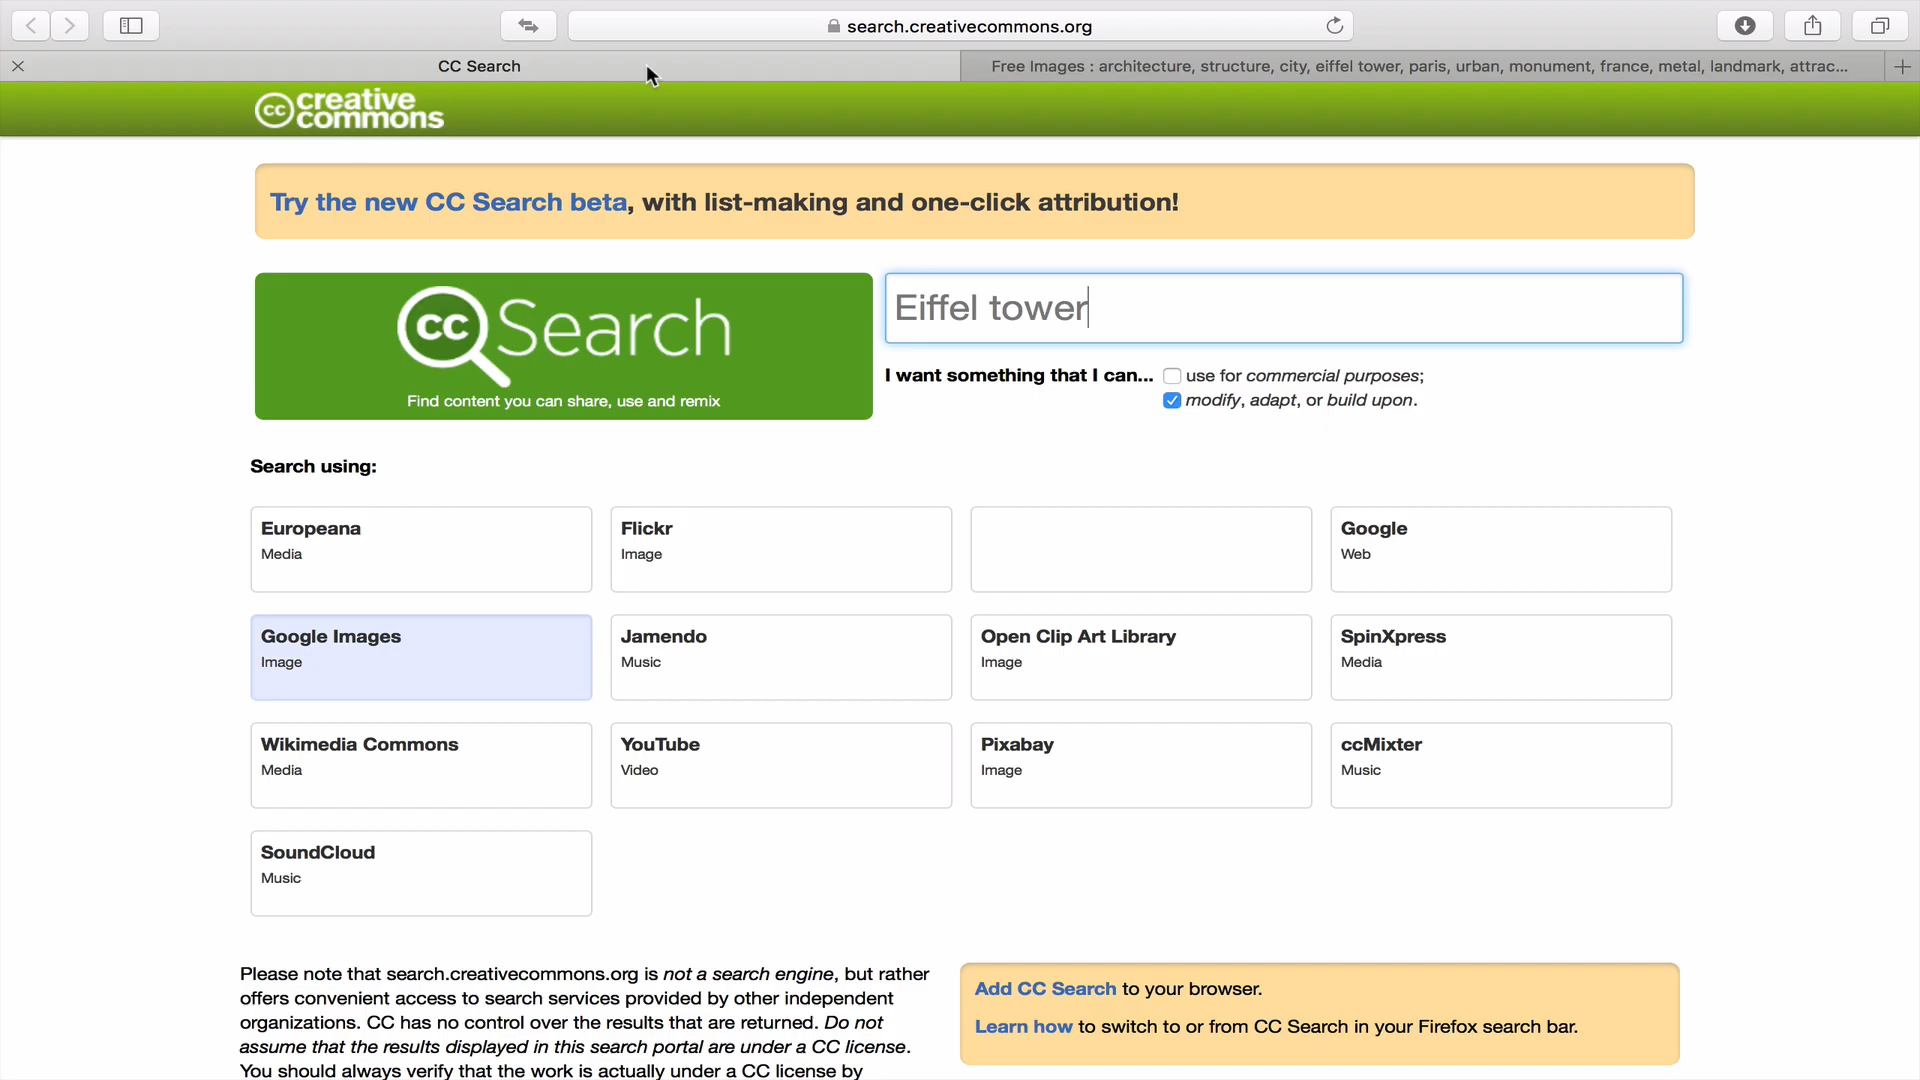 search.creativecommons.org
CC Search
Free Images : architecture, structure, city, eiffel tower, paris, urban, monument, france, metal, landmark, attrac...
cc creative commons
Try the new CC Search beta, with list-making and one-click attribution!
cc Search
Find content you can share, use and remix
Eiffel tower
I want something that I can... use for commercial purposes;
modify, adapt, or build upon.
Search using:
Europeana
Media
Flickr
Image
Google
Web
Google Images
Image
Jamendo
Music
Open Clip Art Library
Image
SpinXpress
Media
Wikimedia Commons
Media
YouTube
Video
Pixabay
Image
ccMixter
Music
SoundCloud
Music
Please note that search.creativecommons.org is not a search engine, but rather
offers convenient access to search services provided by other independent
organizations. CC has no control over the results that are returned. Do not
assume that the results displayed in this search portal are under a CC license.
You should always verify that the work is actually under a CC license by
Add CC Search to your browser.
Learn how to switch to or from CC Search in your Firefox search bar.